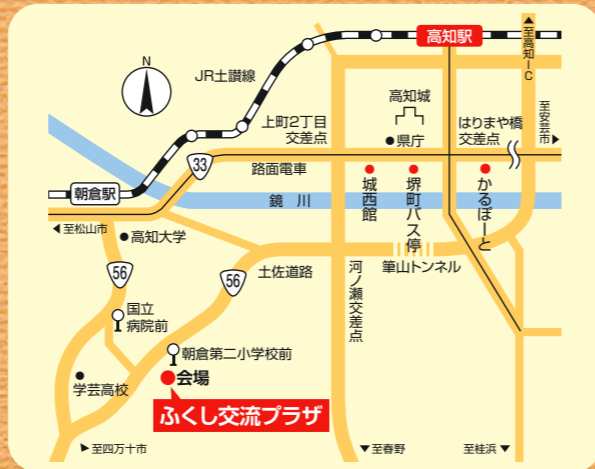 N
JR土讃線
高知駅
至高知IC
高知城
上町2丁目
交差点
県庁
はりまや橋
交差点
至安芸市
33
路面電車
朝倉駅
鏡 川
城西館
堺町バス停
かるぽーと
至松山市
高知大学
56
土佐道路
56
筆山トンネル
河ノ瀬交差点
国立
病院前
朝倉第二小学校前
学芸高校
会場
ふくし交流プラザ
至四万十市
至春野
至桂浜